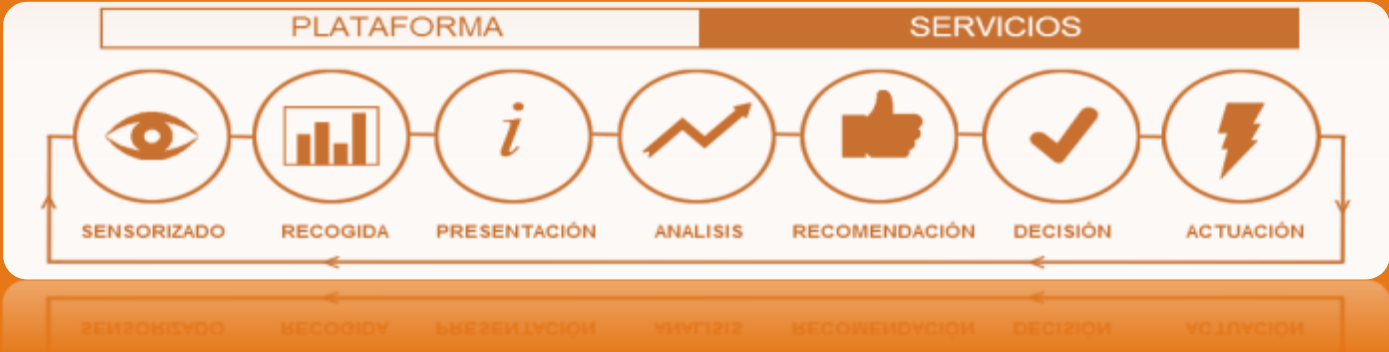 PLATAFORMA SERVICIOS
SENSORIZADO RECOGIDA PRESENTACIÓN ANALISIS RECOMENDACIÓN DECISIÓN ACTUACIÓN